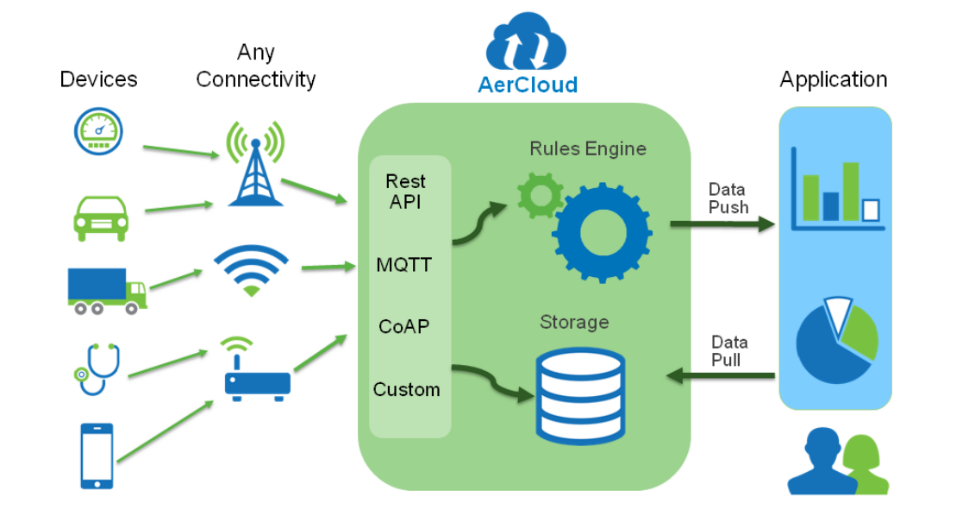 Devices
Any
Connectivity
AerCloud
Application
Rest
API
MQTT
CoAP
Custom
Rules Engine
Storage
Data
Push
Data
Pull